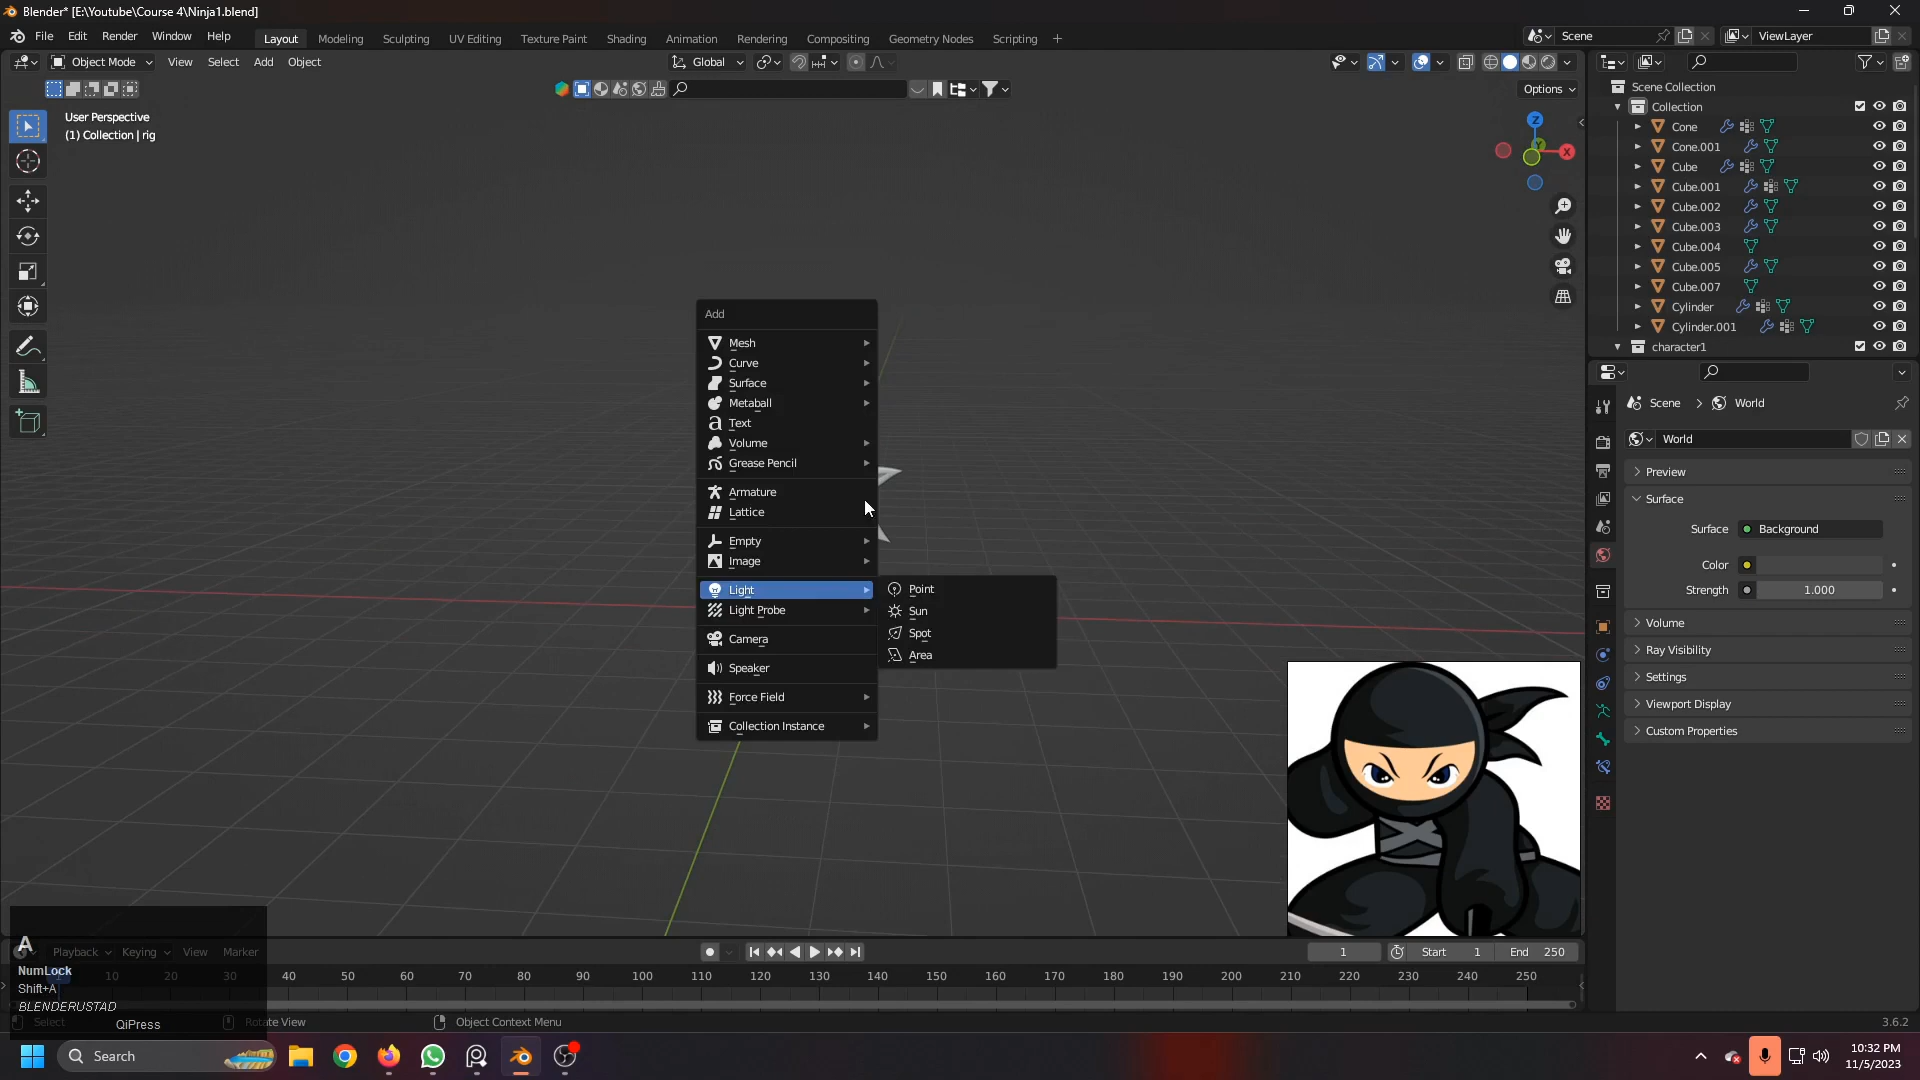 Blender* [E:\Youtube\Course 4\Ninja1.blend]
File Edit Render Window Help Layout Modeling Sculpting UV Editing Texture Paint Shading Animation Rendering Compositing Geometry Nodes Scripting + Scene ViewLayer
Object Mode View Select Add Object Global
Options
User Perspective
(1) Collection | rig
Z
Y
X
Scene Collection
Collection
Cone
Cone.001
Cube
Cube.001
Cube.002
Cube.003
Cube.004
Cube.005
Cube.007
Cylinder
Cylinder.001
character1
Add
Mesh
Curve
Surface
Metaball
Text
Volume
Grease Pencil
Armature
Lattice
Empty
Image
Light
Light Probe
Camera
Speaker
Force Field
Collection Instance
Point
Sun
Spot
Area
Scene > World
World
Preview
Surface
Surface Background
Color
Strength 1.000
Volume
Ray Visibility
Settings
Viewport Display
Custom Properties
A
NumLock
Shift+A
BLENDERUSTAD
QiPress
Playback Keying View Marker
1 Start 1 End 250
1 10 20 30 40 50 60 70 80 90 100 110 120 130 140 150 160 170 180 190 200 210 220 230 240 250
Select Rotate View Object Context Menu 3.6.2
Search
10:32 PM
11/5/2023